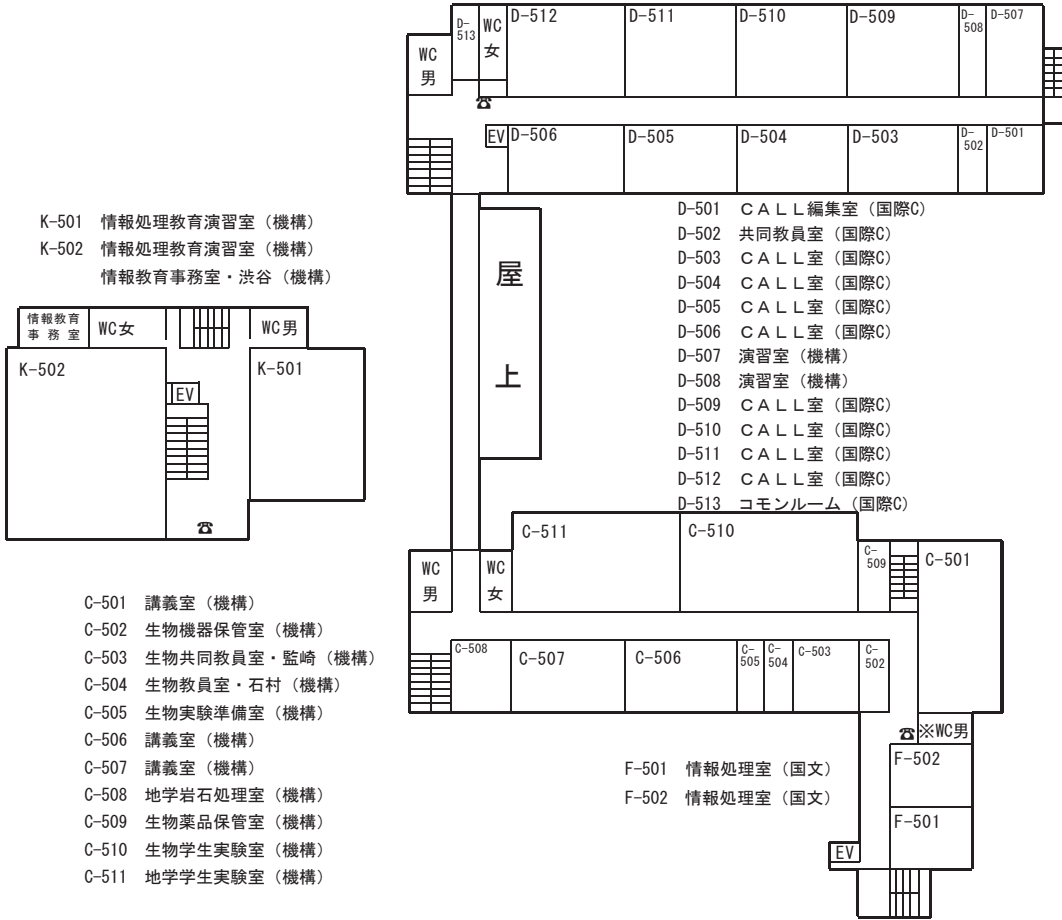 D-513
WC女
D-512
D-511
D-510
D-509
D-508
D-507
WC男
☎
EV
D-506
D-505
D-504
D-503
D-502
D-501
K-501 情報処理教育演習室（機構）
K-502 情報処理教育演習室（機構）
情報教育事務室・渋谷（機構）
情報教育
事務室
WC女
WC男
K-502
K-501
EV
☎
屋上
D-501 ＣＡＬＬ編集室（国際C）
D-502 共同教員室（国際C）
D-503 ＣＡＬＬ室（国際C）
D-504 ＣＡＬＬ室（国際C）
D-505 ＣＡＬＬ室（国際C）
D-506 ＣＡＬＬ室（国際C）
D-507 演習室（機構）
D-508 演習室（機構）
D-509 ＣＡＬＬ室（国際C）
D-510 ＣＡＬＬ室（国際C）
D-511 ＣＡＬＬ室（国際C）
D-512 ＣＡＬＬ室（国際C）
D-513 コモンルーム（国際C）
WC男
WC女
C-511
C-510
C-509
C-501
C-508
C-507
C-506
C-505
C-504
C-503
C-502
☎※WC男
F-502
F-501
EV
C-501 講義室（機構）
C-502 生物機器保管室（機構）
C-503 生物共同教員室・監崎（機構）
C-504 生物教員室・石村（機構）
C-505 生物実験準備室（機構）
C-506 講義室（機構）
C-507 講義室（機構）
C-508 地学岩石処理室（機構）
C-509 生物薬品保管室（機構）
C-510 生物学生実験室（機構）
C-511 地学学生実験室（機構）
F-501 情報処理室（国文）
F-502 情報処理室（国文）